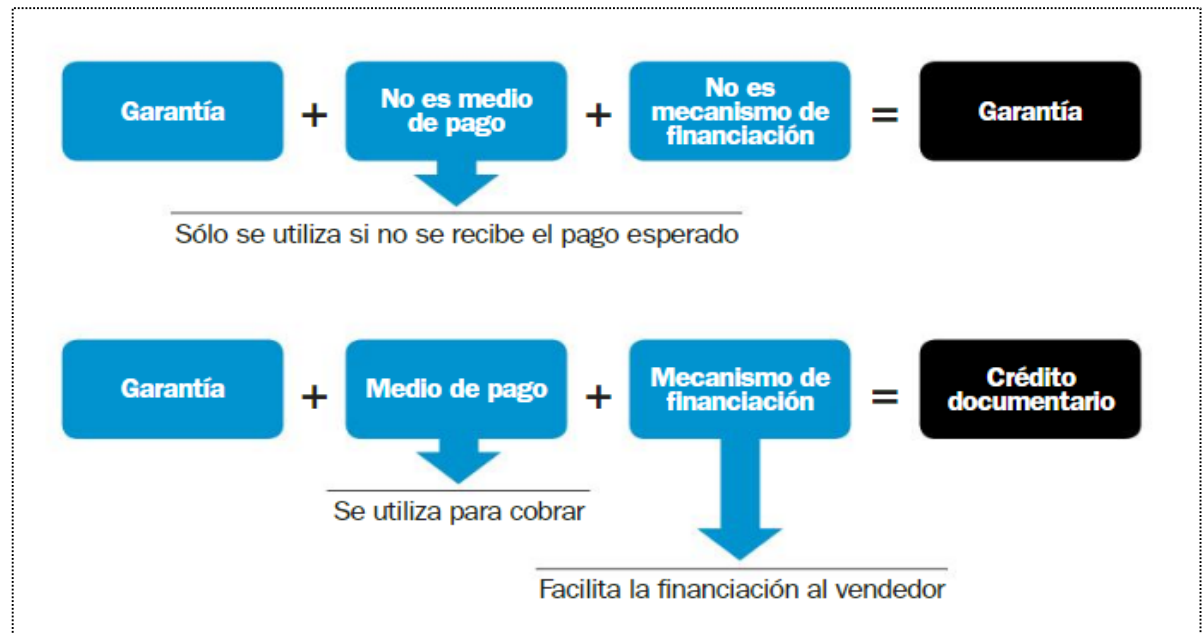 Garantía
+
No es medio
de pago
+
No es
mecanismo de
financiación
=
Garantía
Sólo se utiliza si no se recibe el pago esperado
Garantía
+
Medio de pago
+
Mecanismo de
financiación
=
Crédito
documentario
Se utiliza para cobrar
Facilita la financiación al vendedor